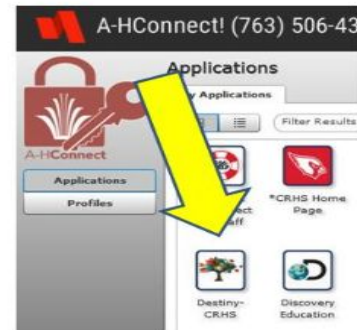 A-HConnect! (763) 506-43
Applications
Applications
Filter Results
A-HConnect
Applications
Profiles
*CRHS Home
Page
Destiny-
CRHS
Discovery
Education